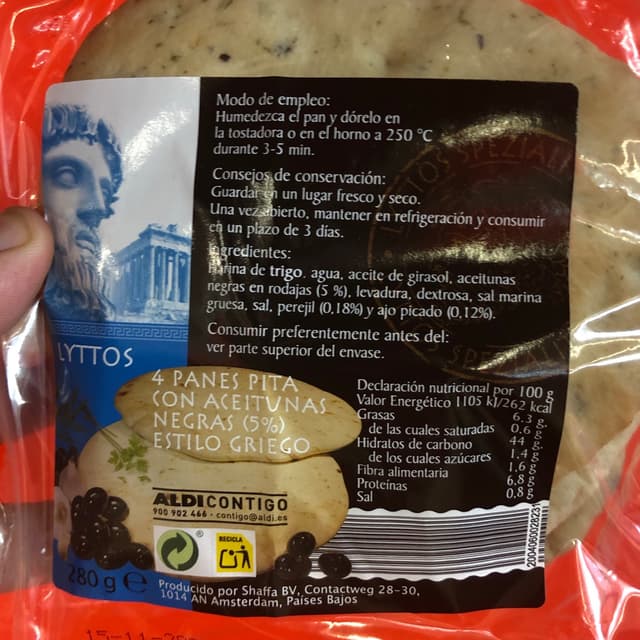 Modo de empleo:
Humedezca el pan y dórelo en
la tostadora o en el horno a 250 °C
durante 3-5 min.
Consejos de conservación:
Guardar en un lugar fresco y seco.
Una vez abierto, mantener en refrigeración y consumir
en un plazo de 3 días.
Ingredientes:
Harina de trigo, agua, aceite de girasol, aceitunas
negras en rodajas (5 %), levadura, dextrosa, sal marina
gruesa, sal, perejil (0,18%) y ajo picado (0,12%).
Consumir preferentemente antes del:
ver parte superior del envase.
LYTTOS
4 PANES PITA
CON ACEITUNAS
NEGRAS (5%)
ESTILO GRIEGO
Declaración nutricional por 100 g
Valor Energético 1105 kJ/262 kcal
Grasas 6.3 g.
de las cuales saturadas 0.6 g
Hidratos de carbono 44 g.
de los cuales azúcares 1.4 g
Fibra alimentaria 1.6 g
Proteínas 6.8 g
Sal 0.8 g
ALDI CONTIGO
900 902 466 - contigo@aldi.es
RECICLA
280 g e
Producido por Shaffa BV, Contactweg 28-30,
1014 AN Amsterdam, Países Bajos